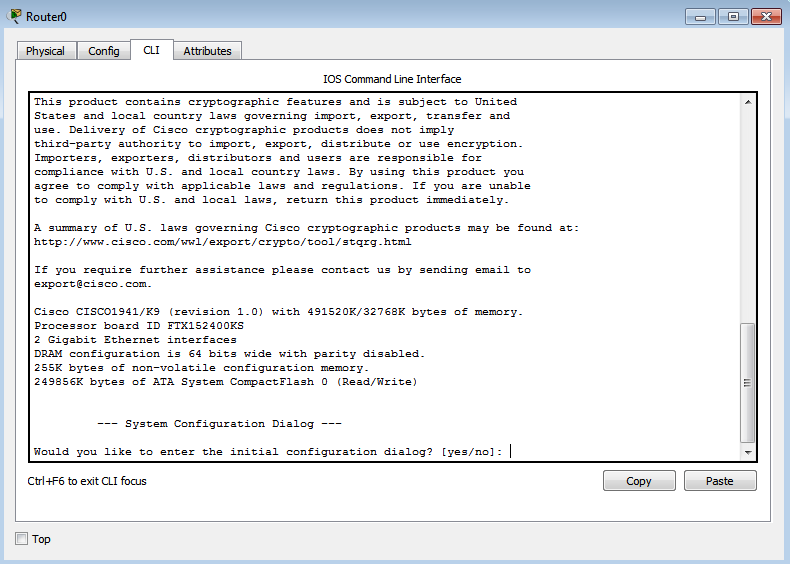 Router0
Physical Config CLI Attributes
IOS Command Line Interface
This product contains cryptographic features and is subject to United
States and local country laws governing import, export, transfer and
use. Delivery of Cisco cryptographic products does not imply
third-party authority to import, export, distribute or use encryption.
Importers, exporters, distributors and users are responsible for
compliance with U.S. and local country laws. By using this product you
agree to comply with applicable laws and regulations. If you are unable
to comply with U.S. and local laws, return this product immediately.
A summary of U.S. laws governing Cisco cryptographic products may be found at:
http://www.cisco.com/wwl/export/crypto/tool/stqrg.html
If you require further assistance please contact us by sending email to
export@cisco.com.
Cisco CISCO1941/K9 (revision 1.0) with 491520K/32768K bytes of memory.
Processor board ID FTX152400KS
2 Gigabit Ethernet interfaces
DRAM configuration is 64 bits wide with parity disabled.
255K bytes of non-volatile configuration memory.
249856K bytes of ATA System CompactFlash 0 (Read/Write)
--- System Configuration Dialog ---
Would you like to enter the initial configuration dialog? [yes/no]:
Ctrl+F6 to exit CLI focus
Copy Paste
Top